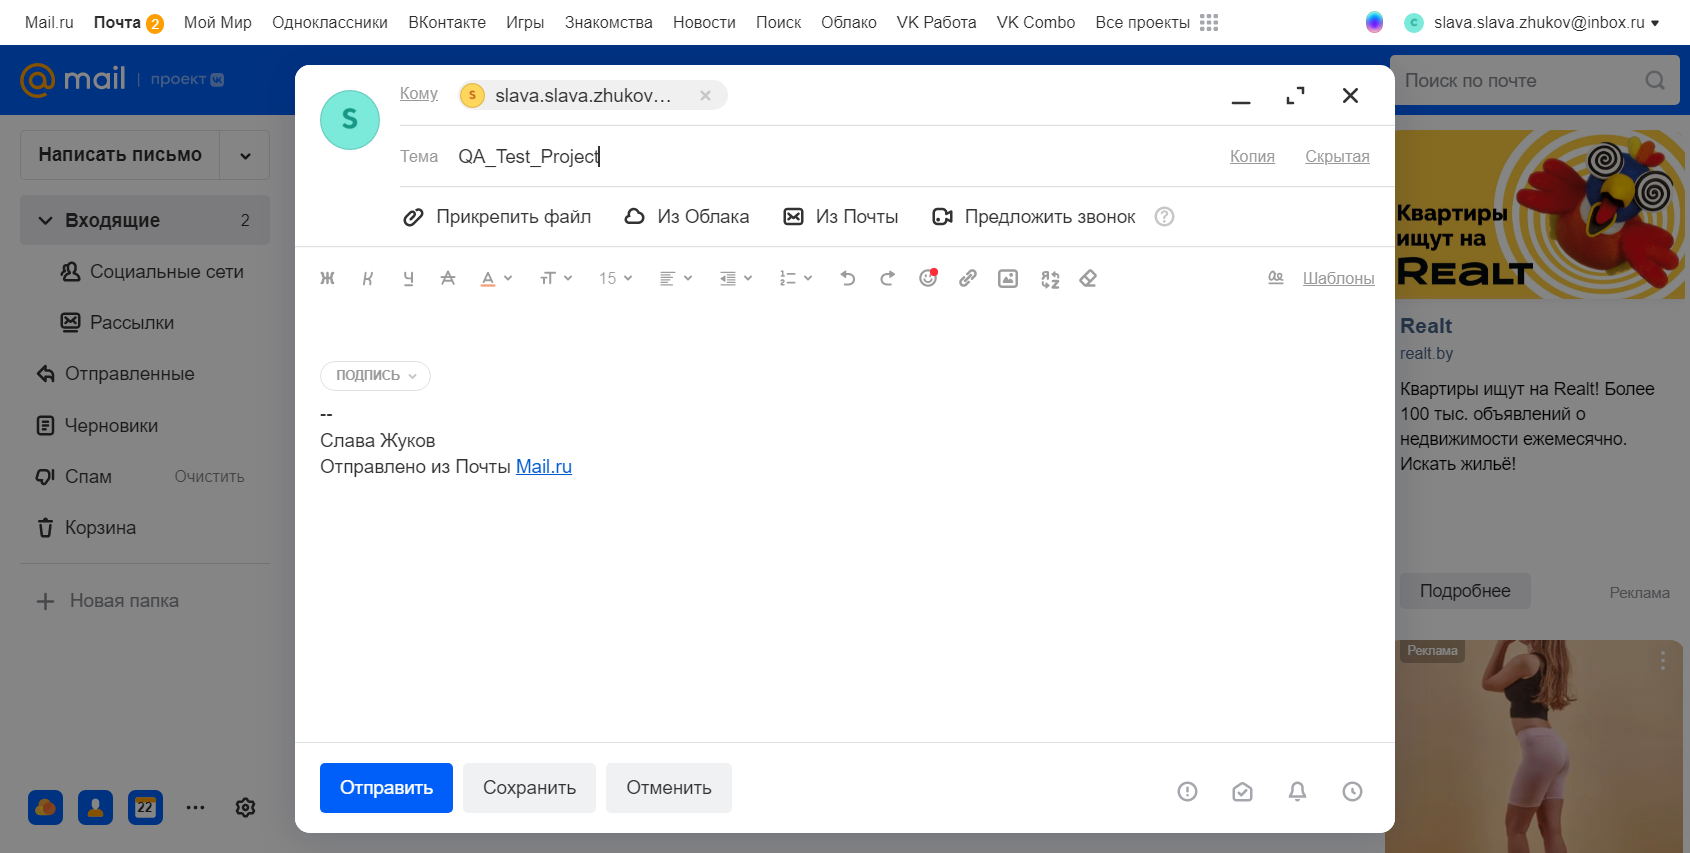 Mail.ru Почта 2 Мой Мир Одноклассники ВКонтакте Игры Знакомства Новости Поиск Облако VK Работа VK Combo Все проекты C slava.slava.zhukov@inbox.ru
mail проект
Поиск по почте
Написать письмо
Входящие 2
Социальные сети
Рассылки
Отправленные
Черновики
Спам Очистить
Корзина
Новая папка
22
S
Кому S slava.slava.zhukov...
Тема QA_Test_Project Копия Скрытая
Прикрепить файл Из Облака Из Почты Предложить звонок ?
Ж К Ч А А тТ 15 Шаблоны
ПОДПИСЬ
--
Слава Жуков
Отправлено из Почты Mail.ru
Отправить Сохранить Отменить
Квартиры
ищут на
REALT
Realt
realt.by
Квартиры ищут на Realt! Более
100 тыс. объявлений о
недвижимости ежемесячно.
Искать жильё!
Подробнее Реклама
Реклама